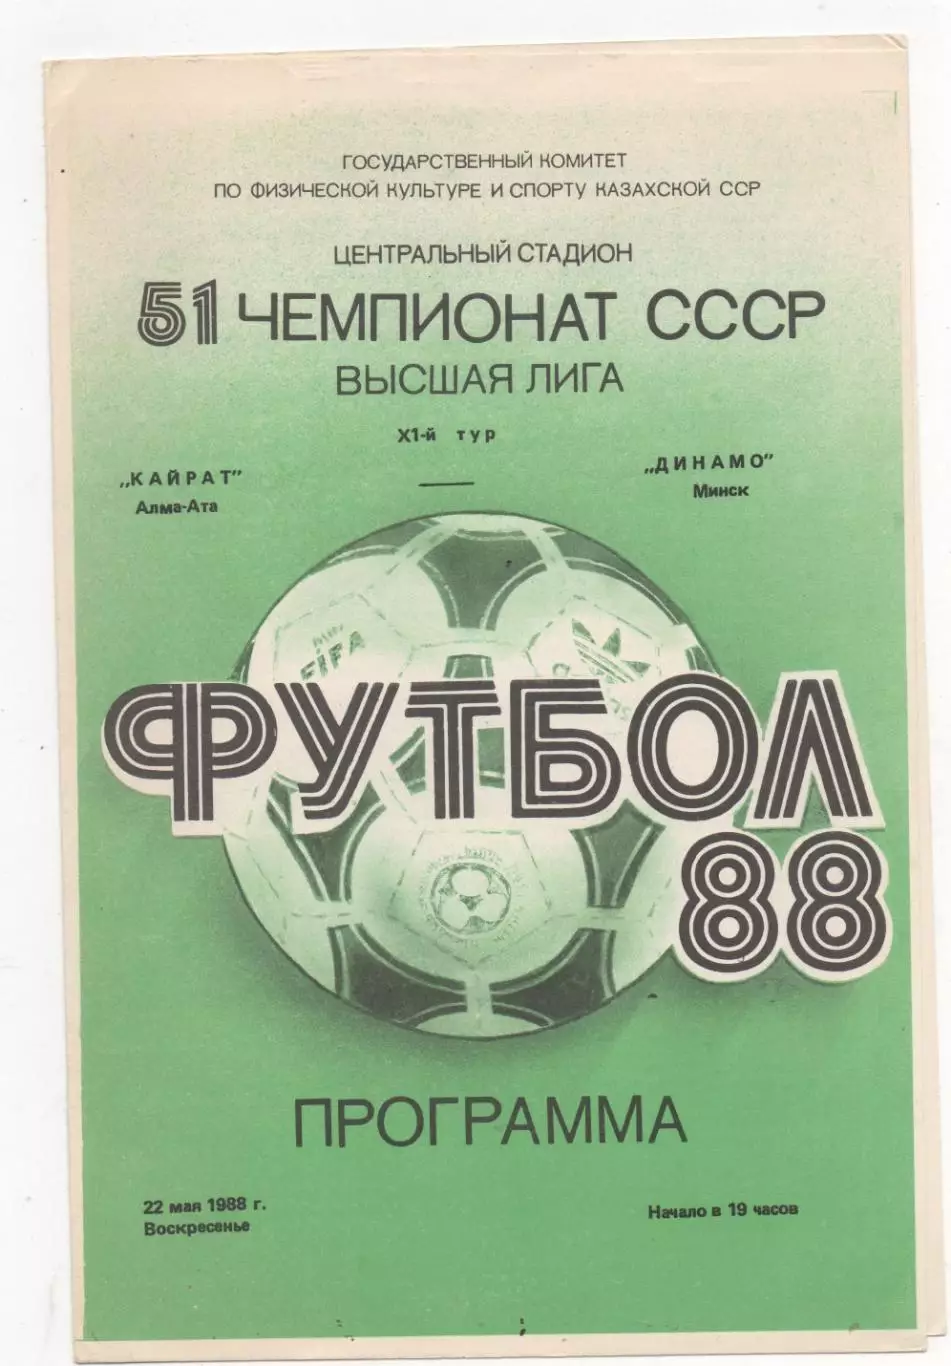 ГОСУДАРСТВЕННЫЙ КОМИТЕТ
ПО ФИЗИЧЕСКОЙ КУЛЬТУРЕ И СПОРТУ КАЗАХСКОЙ ССР
ЦЕНТРАЛЬНЫЙ СТАДИОН
51 ЧЕМПИОНАТ СССР
ВЫСШАЯ ЛИГА
X1-й тур
„КАЙРАТ" — „ДИНАМО"
Алма-Ата Минск
FIFA
ФУТБОЛ
88
ПРОГРАММА
22 мая 1988 г.
Воскресенье
Начало в 19 часов